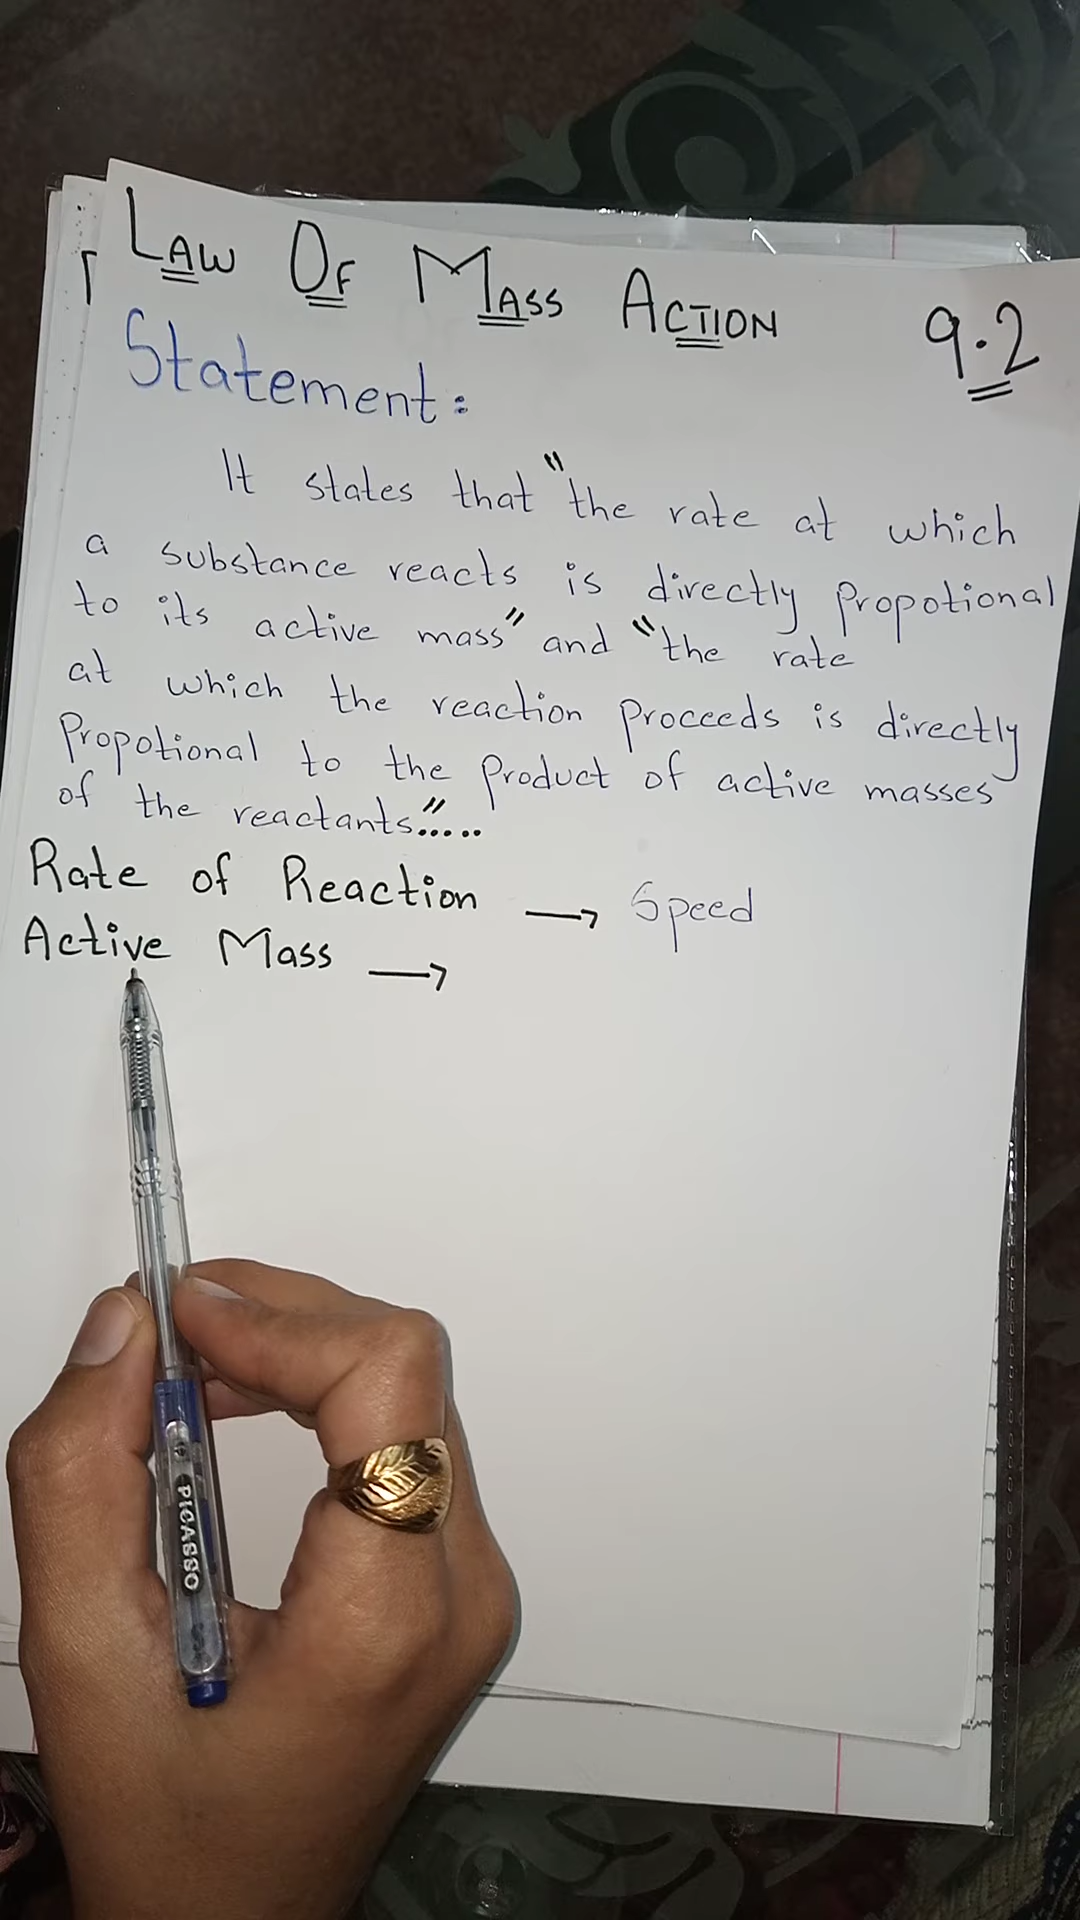 LAW OF MASS ACTION 9.2
Statement:
It states that "the rate at which
a substance reacts is directly Propotional
to its active mass" and "the rate
at which the reaction Proceeds is directly
Propotional to the Product of active masses
of the reactants".....
Rate of Reaction → Speed
Active Mass →
PICASSO